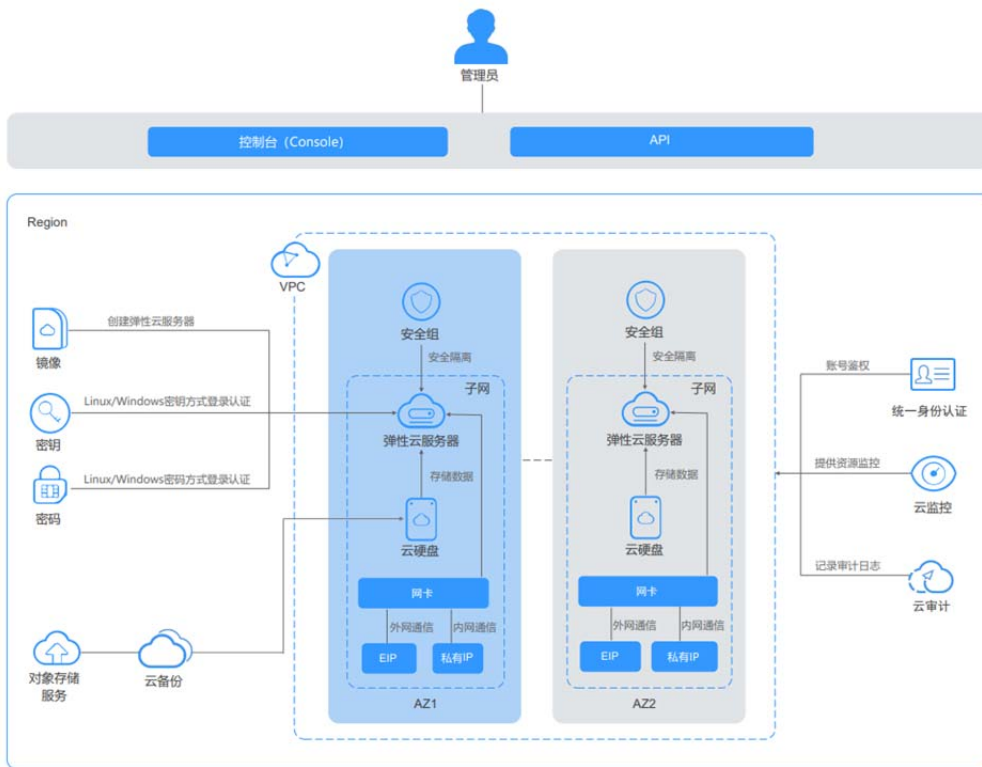 管理员
控制台（Console）
API
Region
VPC
安全组
安全组
创建弹性云服务器
安全隔离
安全隔离
镜像
账号鉴权
子网
子网
Linux/Windows密钥方式登录认证
统一身份认证
密钥
弹性云服务器
弹性云服务器
提供资源监控
Linux/Windows密码方式登录认证
存储数据
存储数据
云监控
密码
云硬盘
云硬盘
记录审计日志
网卡
网卡
云审计
外网通信
内网通信
外网通信
内网通信
EIP
私有IP
EIP
私有IP
对象存储
服务
云备份
AZ1
AZ2